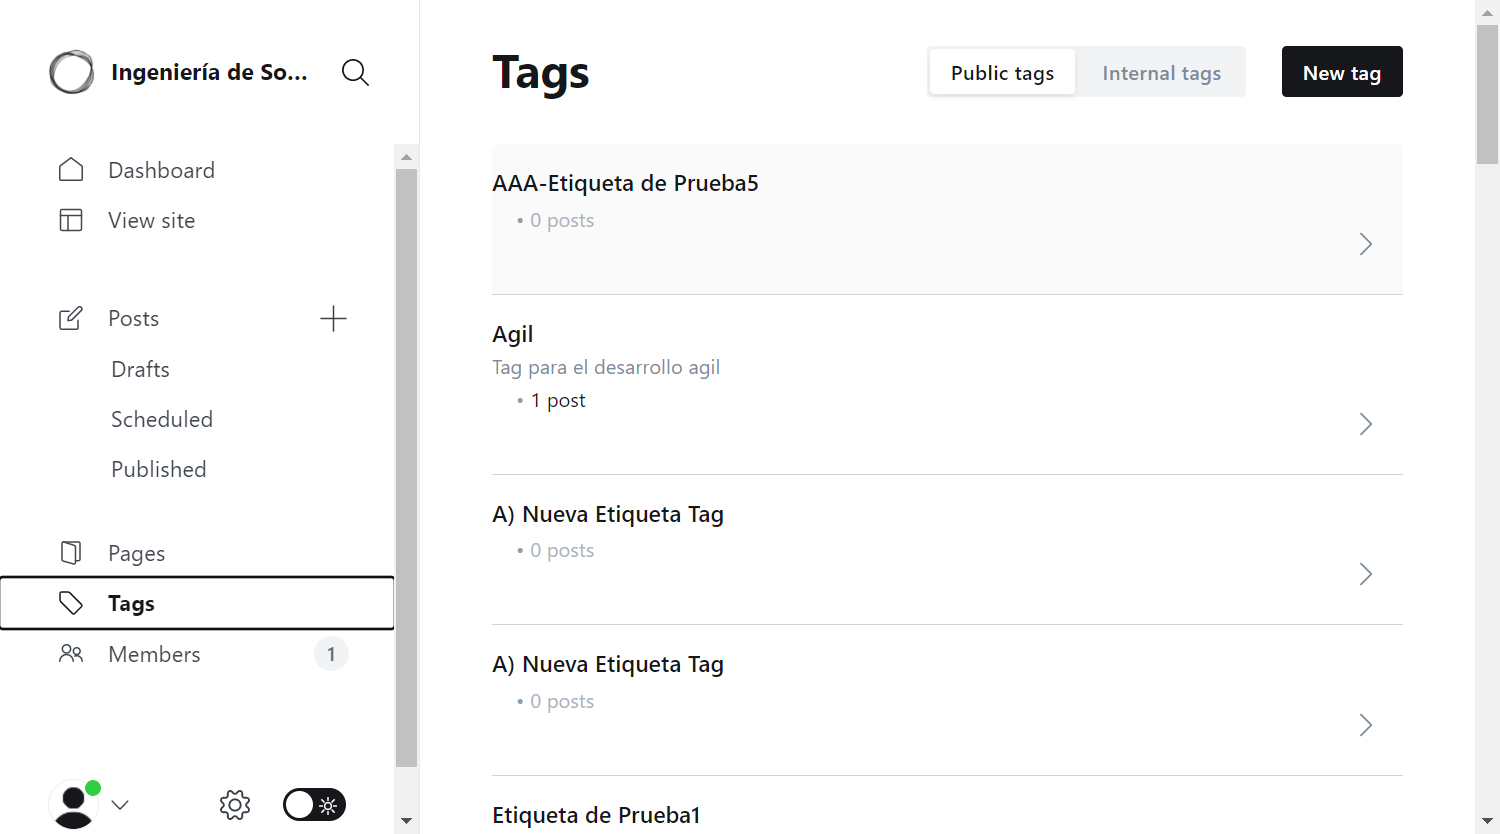 Ingeniería de So...
Dashboard
View site
Posts
Drafts
Scheduled
Published
Pages
Tags
Members
1
Tags
Public tags
Internal tags
New tag
AAA-Etiqueta de Prueba5
• 0 posts
Agil
Tag para el desarrollo agil
• 1 post
A) Nueva Etiqueta Tag
• 0 posts
A) Nueva Etiqueta Tag
• 0 posts
Etiqueta de Prueba1